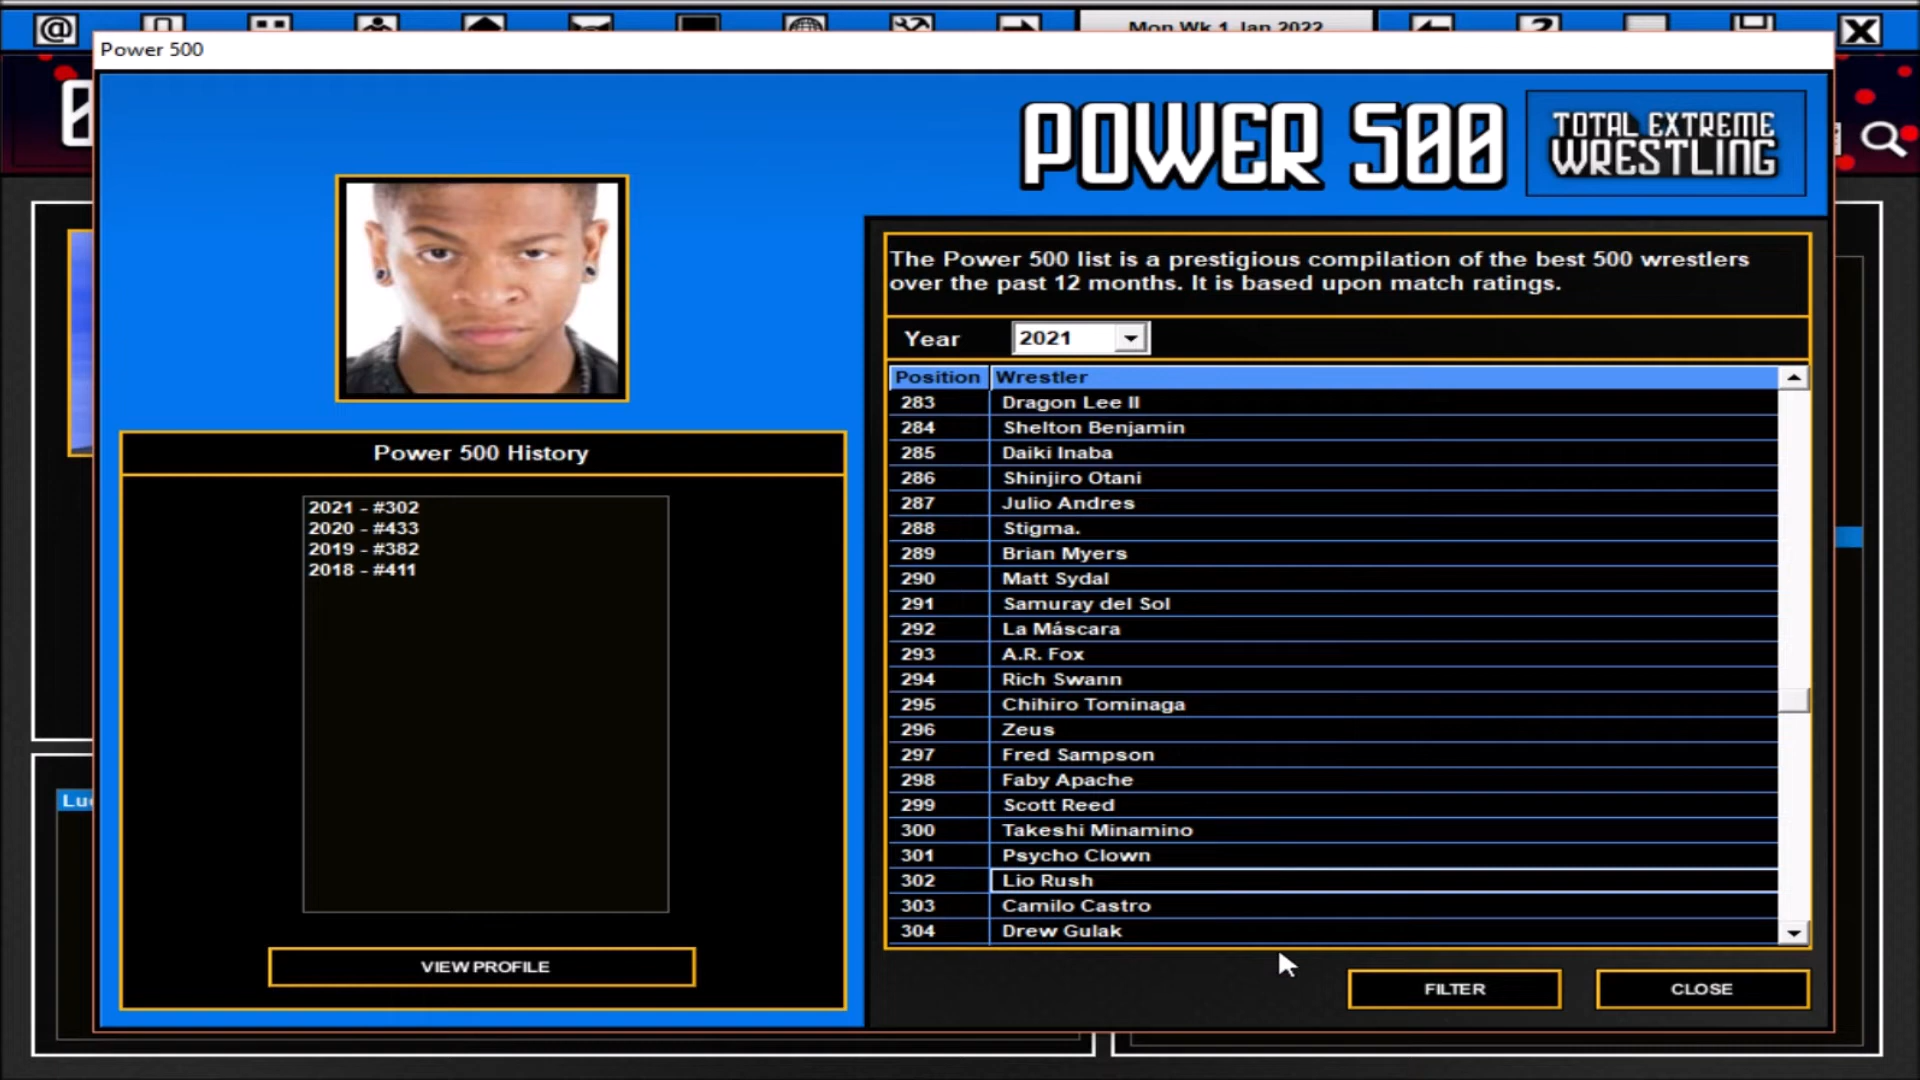 Mon Wk 1 Jan 2022
Power 500
POWER 500
TOTAL EXTREME
WRESTLING
The Power 500 list is a prestigious compilation of the best 500 wrestlers
over the past 12 months. It is based upon match ratings.
Year 2021
Position Wrestler
283 Dragon Lee II
284 Shelton Benjamin
285 Daiki Inaba
286 Shinjiro Otani
287 Julio Andres
288 Stigma.
289 Brian Myers
290 Matt Sydal
291 Samuray del Sol
292 La Máscara
293 A.R. Fox
294 Rich Swann
295 Chihiro Tominaga
296 Zeus
297 Fred Sampson
298 Faby Apache
299 Scott Reed
300 Takeshi Minamino
301 Psycho Clown
302 Lio Rush
303 Camilo Castro
304 Drew Gulak
Power 500 History
2021 - #302
2020 - #433
2019 - #382
2018 - #411
VIEW PROFILE
FILTER
CLOSE